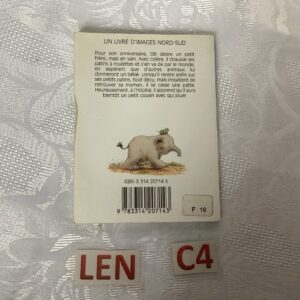 UN LIVRE D'IMAGES NORD-SUD
Pour son anniversaire, Olli désire un petit
frère, mais en vain. Avec colère, il chausse ses
patins à roulettes et s'en va de par le monde,
en espérant que d'autres animaux lui
donneront un bébé. Lorsqu'il rentre enfin sur
ses petits patins, tout déçu, mais impatient de
retrouver sa maman, il se casse une patte.
Heureusement, à l'hôpital, il apprend qu'il aura
bientôt un petit cousin avec qui jouer.
ISBN 3 314 20714 X
9 783314 207143
F 16
LEN C4